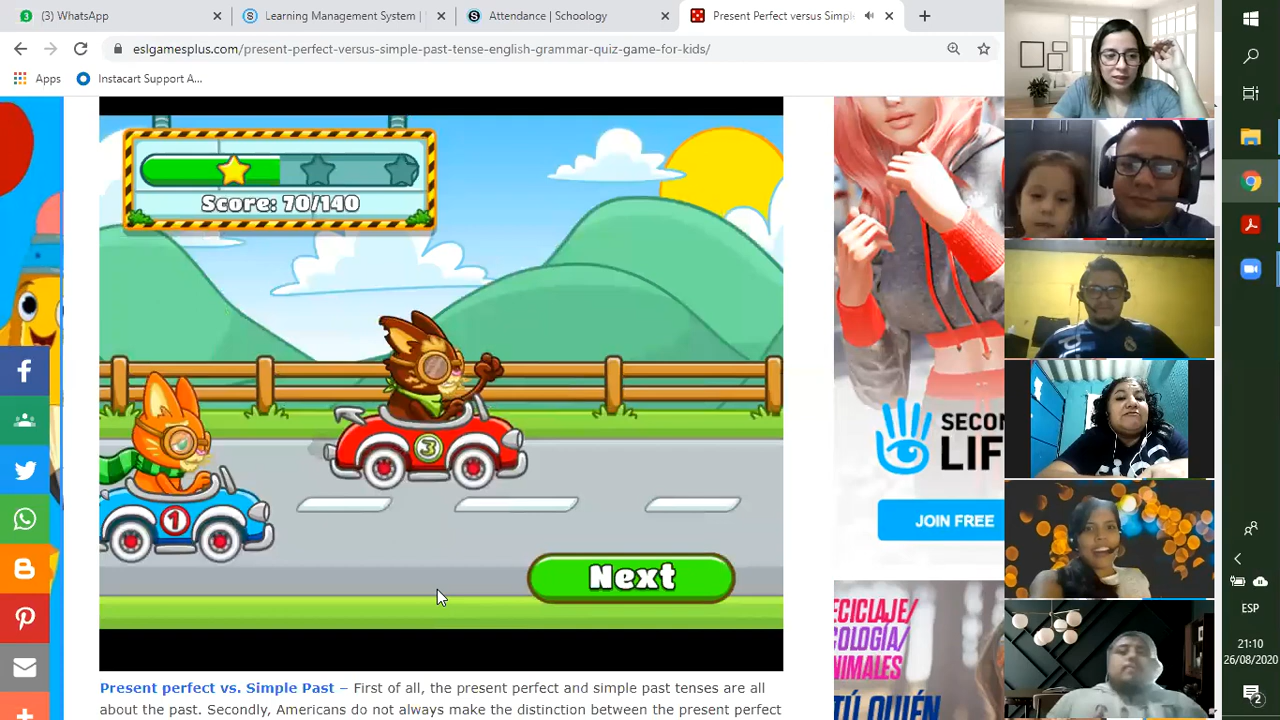 (3) WhatsApp
Learning Management System |
Attendance | Schoology
Present Perfect versus Simple
eslgamesplus.com/present-perfect-versus-simple-past-tense-english-grammar-quiz-game-for-kids/
Apps
Instacart Support A...
Score: 70/140
3
1
Next
SECON
LIF
JOIN FREE
ECICLAJE/
COLOGÍA/
NIMALES
TÚ QUIÉN
Present perfect vs. Simple Past – First of all, the present perfect and simple past tenses are all
about the past. Secondly, Americans do not always make the distinction between the present perfect
ESP
21:10
26/08/2020
2